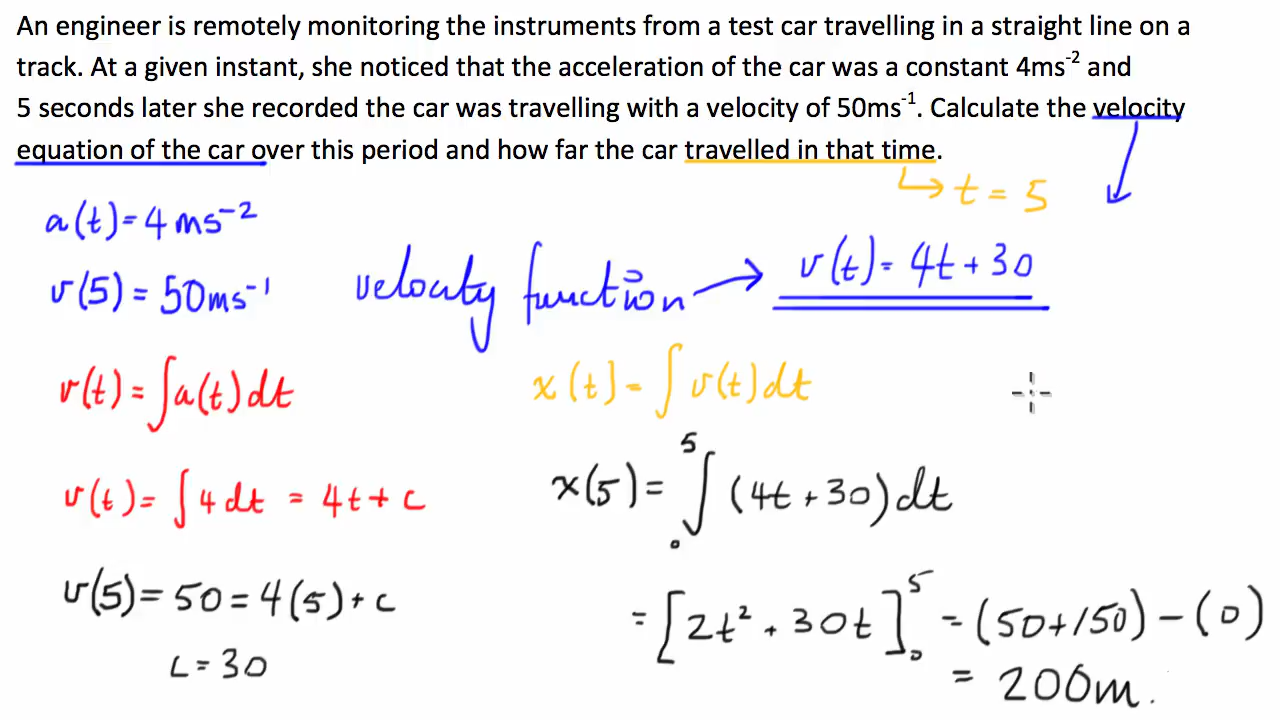 An engineer is remotely monitoring the instruments from a test car travelling in a straight line on a
track. At a given instant, she noticed that the acceleration of the car was a constant 4ms⁻² and
5 seconds later she recorded the car was travelling with a velocity of 50ms⁻¹. Calculate the velocity
equation of the car over this period and how far the car travelled in that time.
t = 5
a(t) = 4 ms⁻²
v(5) = 50ms⁻¹
velocity function → v(t) = 4t + 30
v(t) = ∫a(t) dt
v(t) = ∫4 dt = 4t + c
v(5) = 50 = 4(5) + c
c = 30
x(t) = ∫v(t) dt
x(5) = ∫₀⁵ (4t + 30) dt
= [2t² + 30t]₀⁵ = (50 + 150) − (0)
= 200m.